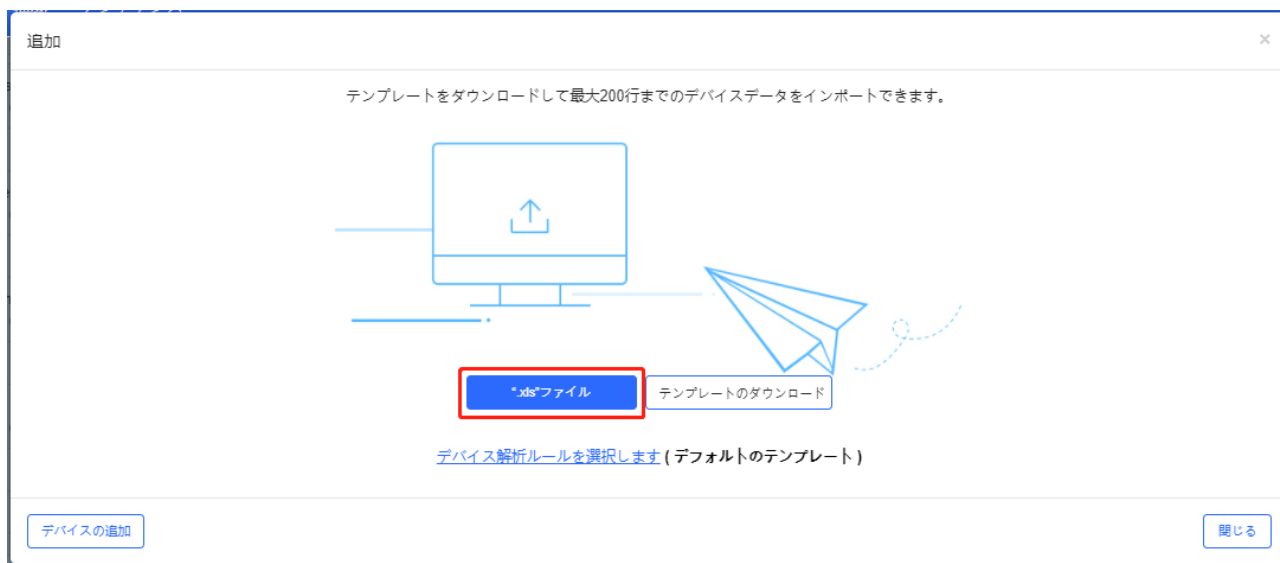 追加
×
テンプレートをダウンロードして最大200行までのデバイスデータをインポートできます。
".xls"ファイル
テンプレートのダウンロード
デバイス解析ルールを選択します ( デフォルトのテンプレート )
デバイスの追加
閉じる